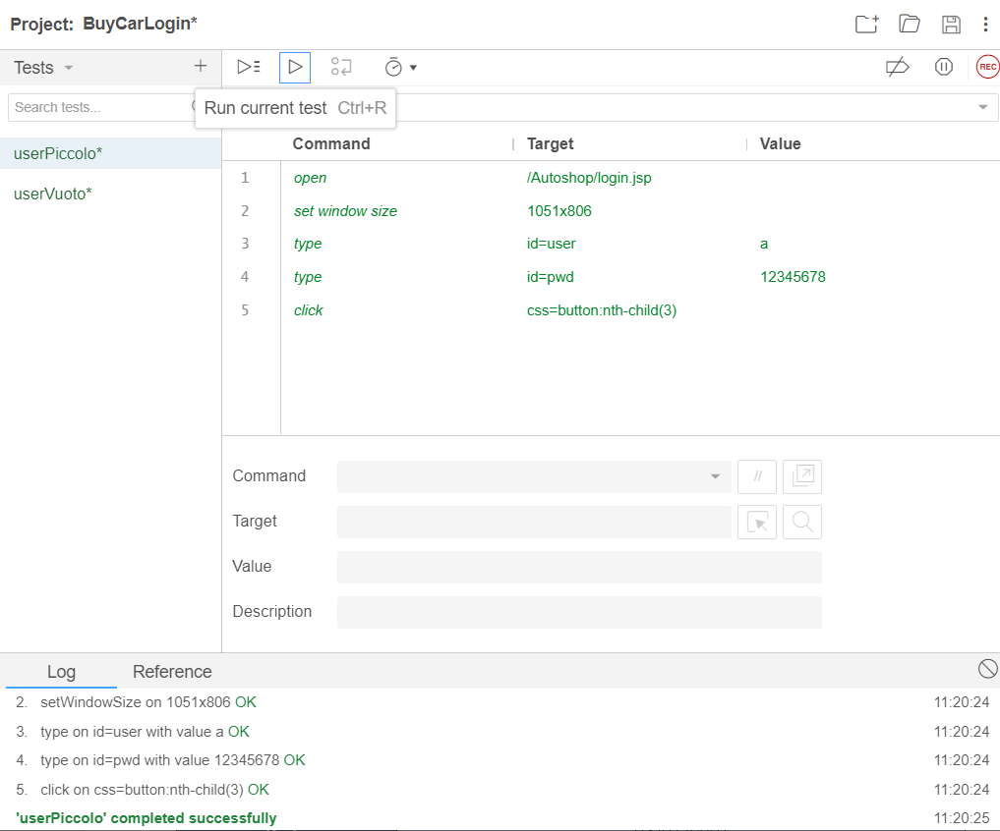 Project: BuyCarLogin*
Tests
REC
Search tests...
Run current test Ctrl+R
Command Target Value
userPiccolo*
userVuoto*
1 open /Autoshop/login.jsp
2 set window size 1051x806
3 type id=user a
4 type id=pwd 12345678
5 click css=button:nth-child(3)
Command //
Target
Value
Description
Log Reference
2. setWindowSize on 1051x806 OK 11:20:24
3. type on id=user with value a OK 11:20:24
4. type on id=pwd with value 12345678 OK 11:20:24
5. click on css=button:nth-child(3) OK 11:20:24
'userPiccolo' completed successfully 11:20:25